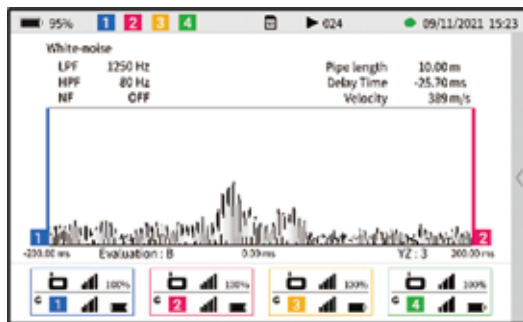 95% 1 2 3 4 024 09/11/2021 15:23
White-noise
LPF 1250 Hz Pipe length 10.00 m
HPF 80 Hz Delay Time -25.70 ms
NF OFF Velocity 389 m/s
1 2
-200.00 ms Evaluation : B 0.00 ms YZ : 3 200.00 ms
100% 100% 100% 100%
G 1 G 2 G 3 G 4